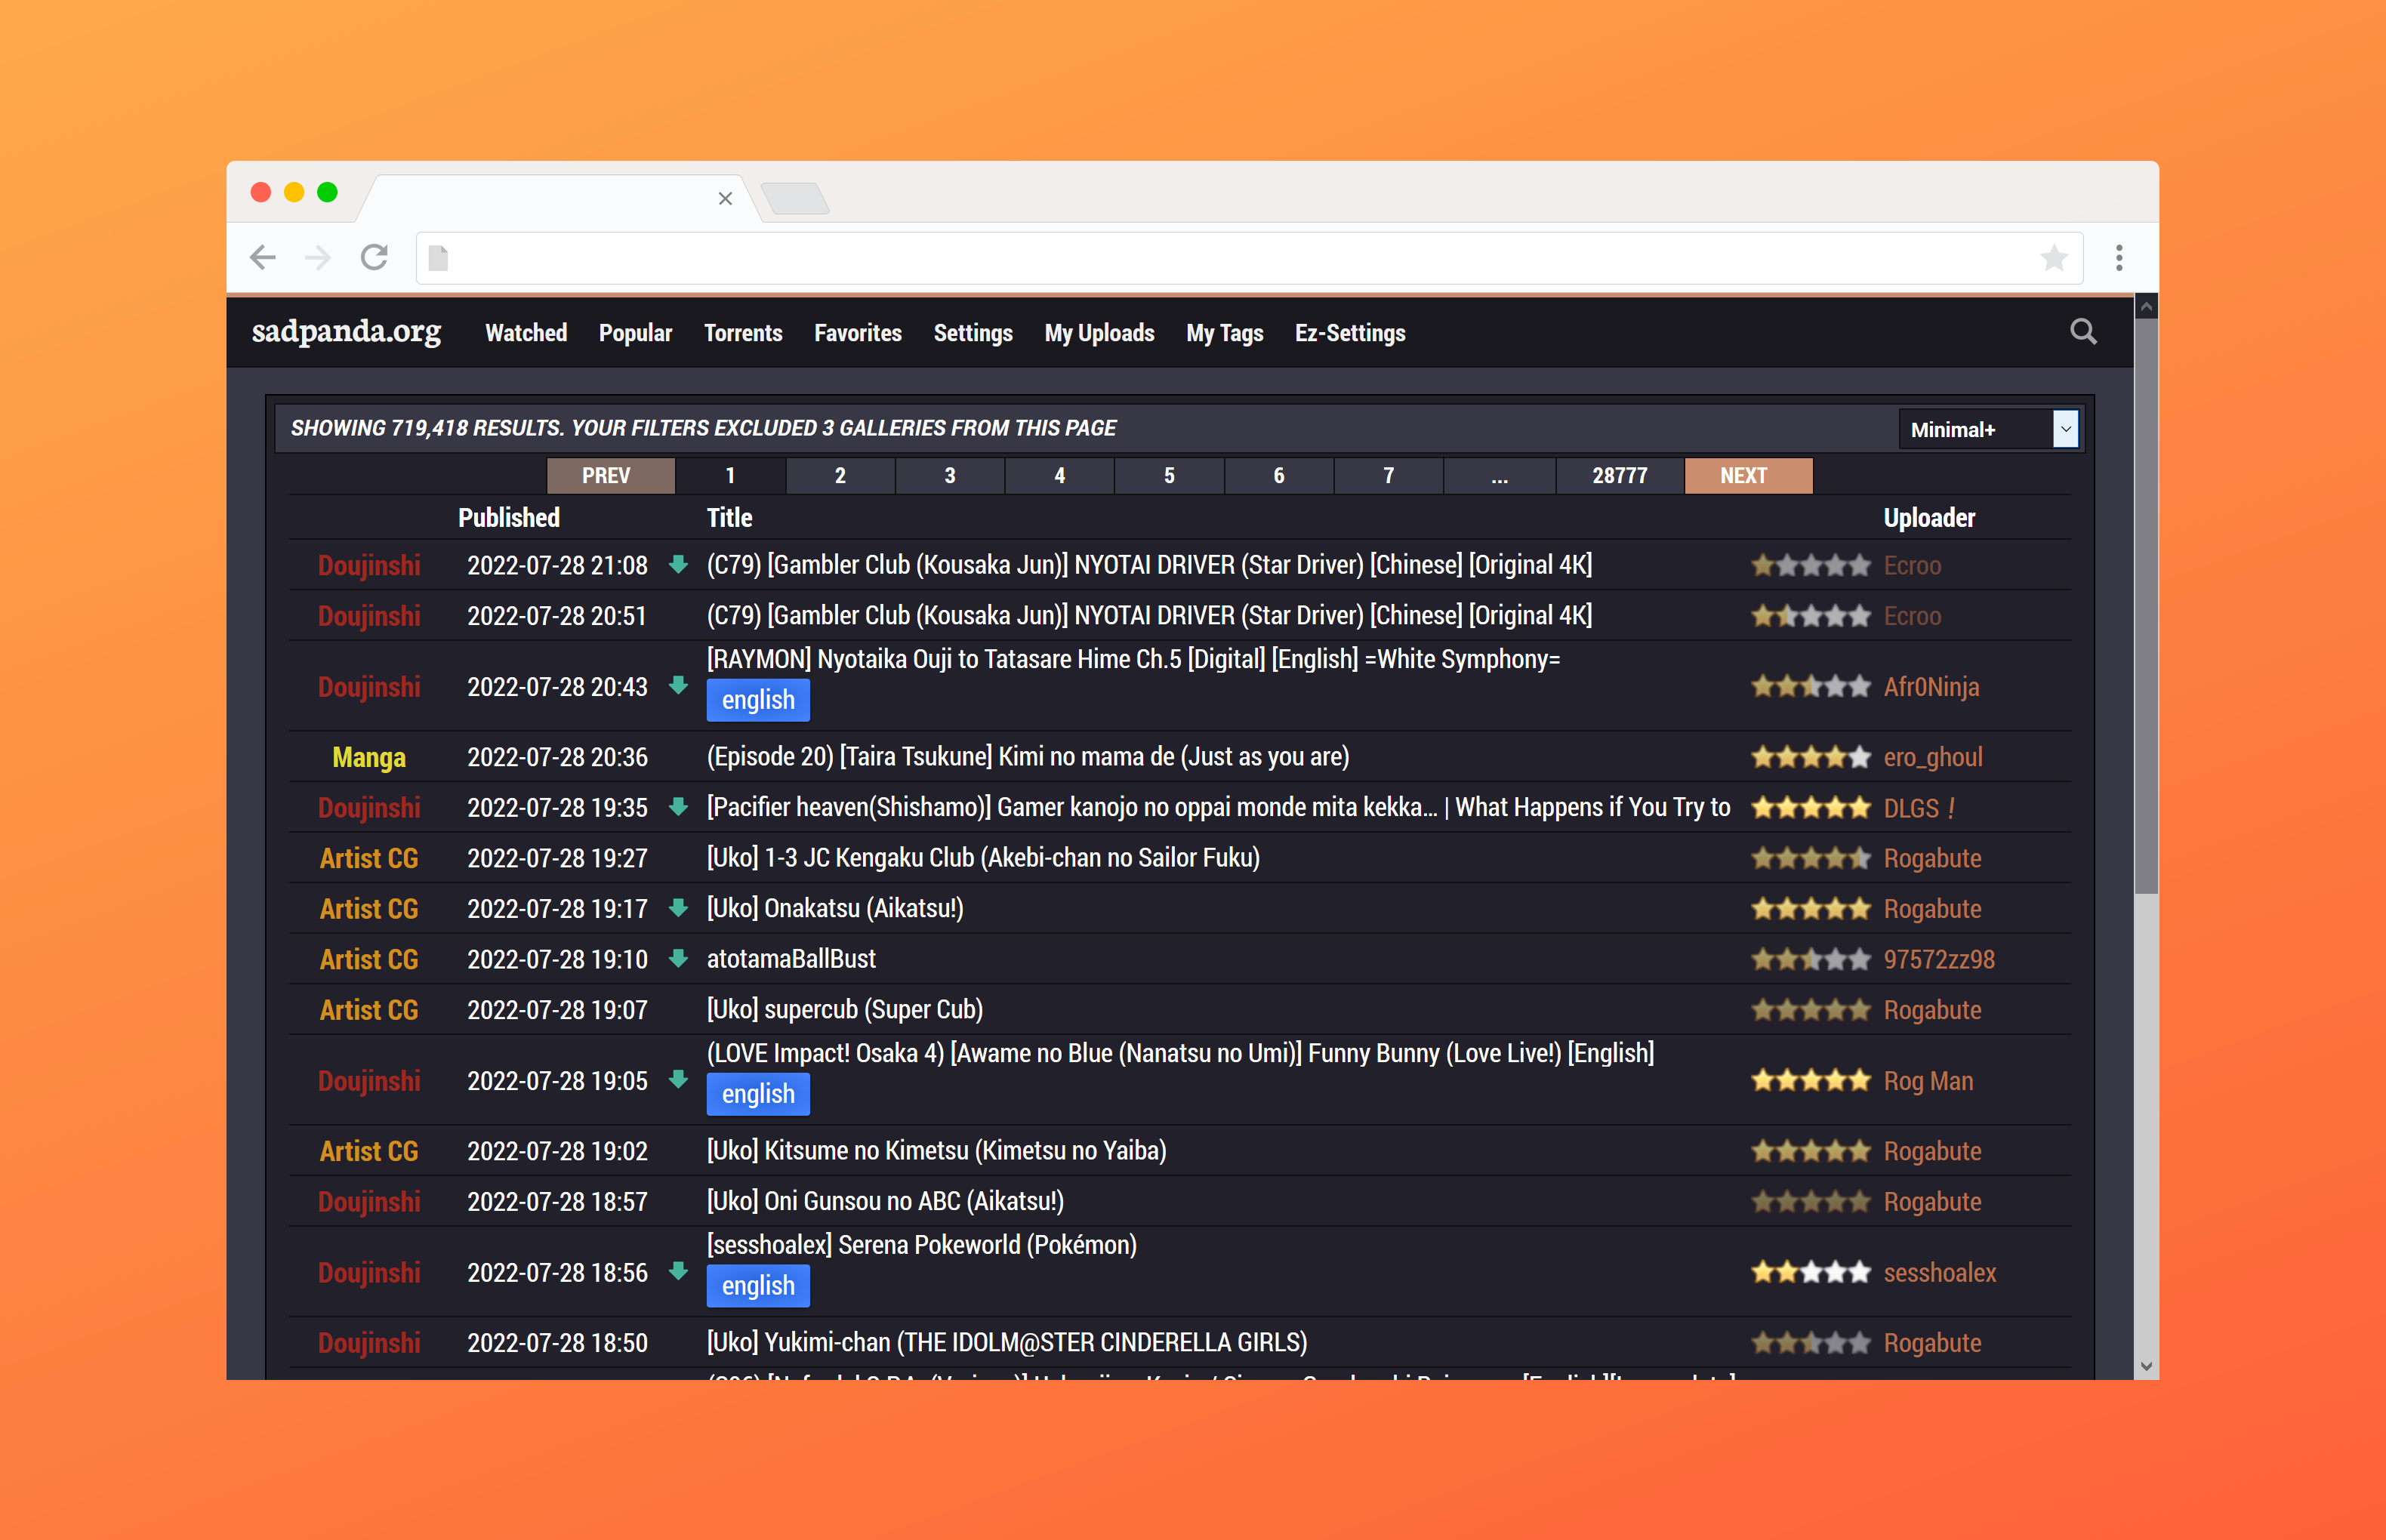 sadpanda.org Watched Popular Torrents Favorites Settings My Uploads My Tags Ez-Settings
SHOWING 719,418 RESULTS. YOUR FILTERS EXCLUDED 3 GALLERIES FROM THIS PAGE Minimal+
PREV 1 2 3 4 5 6 7 ... 28777 NEXT
Published Title Uploader
Doujinshi 2022-07-28 21:08 (C79) [Gambler Club (Kousaka Jun)] NYOTAI DRIVER (Star Driver) [Chinese] [Original 4K] Ecroo
Doujinshi 2022-07-28 20:51 (C79) [Gambler Club (Kousaka Jun)] NYOTAI DRIVER (Star Driver) [Chinese] [Original 4K] Ecroo
Doujinshi 2022-07-28 20:43 [RAYMON] Nyotaika Ouji to Tatasare Hime Ch.5 [Digital] [English] =White Symphony= Afr0Ninja
english
Manga 2022-07-28 20:36 (Episode 20) [Taira Tsukune] Kimi no mama de (Just as you are) ero_ghoul
Doujinshi 2022-07-28 19:35 [Pacifier heaven(Shishamo)] Gamer kanojo no oppai monde mita kekka... | What Happens if You Try to DLGS！
Artist CG 2022-07-28 19:27 [Uko] 1-3 JC Kengaku Club (Akebi-chan no Sailor Fuku) Rogabute
Artist CG 2022-07-28 19:17 [Uko] Onakatsu (Aikatsu!) Rogabute
Artist CG 2022-07-28 19:10 atotamaBallBust 97572zz98
Artist CG 2022-07-28 19:07 [Uko] supercub (Super Cub) Rogabute
Doujinshi 2022-07-28 19:05 (LOVE Impact! Osaka 4) [Awame no Blue (Nanatsu no Umi)] Funny Bunny (Love Live!) [English] Rog Man
english
Artist CG 2022-07-28 19:02 [Uko] Kitsume no Kimetsu (Kimetsu no Yaiba) Rogabute
Doujinshi 2022-07-28 18:57 [Uko] Oni Gunsou no ABC (Aikatsu!) Rogabute
Doujinshi 2022-07-28 18:56 [sesshoalex] Serena Pokeworld (Pokémon) sesshoalex
english
Doujinshi 2022-07-28 18:50 [Uko] Yukimi-chan (THE IDOLM@STER CINDERELLA GIRLS) Rogabute